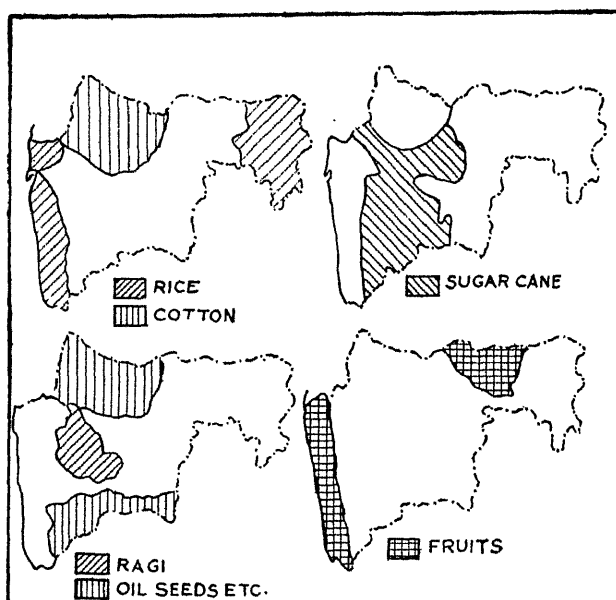 RICE
COTTON
SUGAR CANE
RAGI
OIL SEEDS ETC.
FRUITS